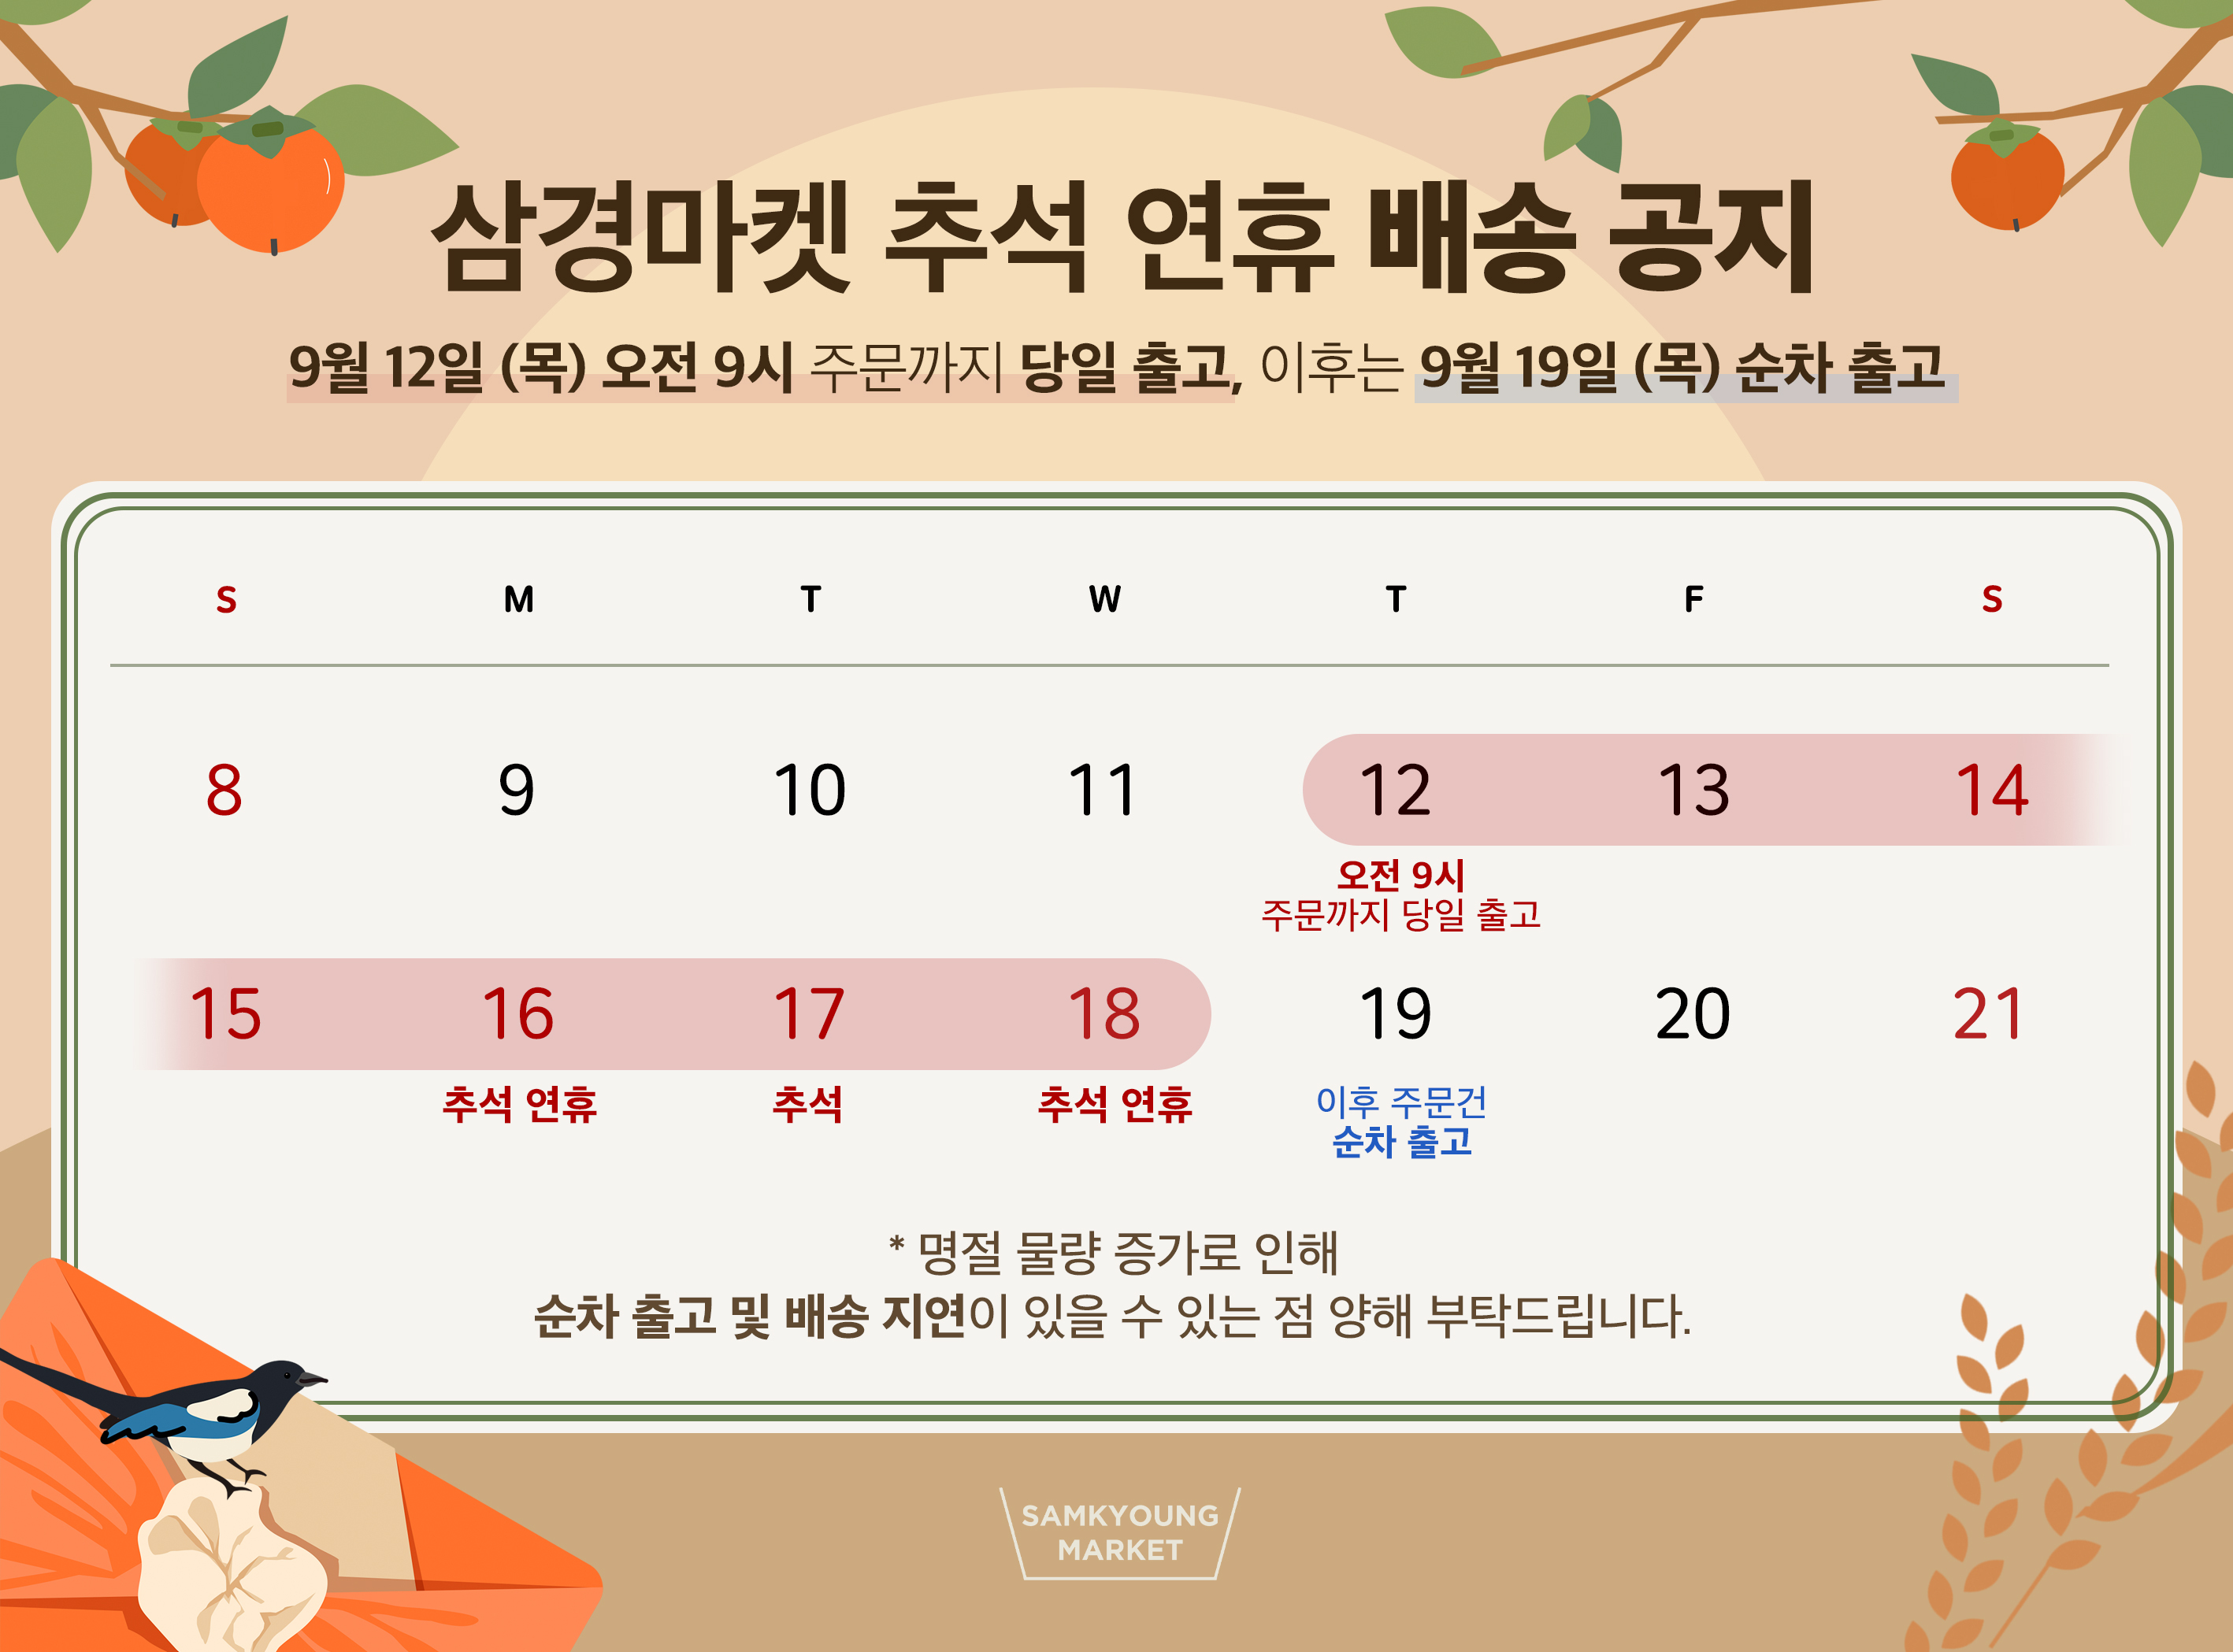 삼경마켓 추석 연휴 배송 공지
9월 12일 (목) 오전 9시 주문까지 당일 출고, 이후는 9월 19일 (목) 순차 출고
S M T W T F S
8 9 10 11 12 13 14
오전 9시
주문까지 당일 출고
15 16 17 18 19 20 21
추석 연휴 추석 추석 연휴 이후 주문건
순차 출고
* 명절 물량 증가로 인해
순차 출고 및 배송 지연이 있을 수 있는 점 양해 부탁드립니다.
SAMKYOUNG
MARKET